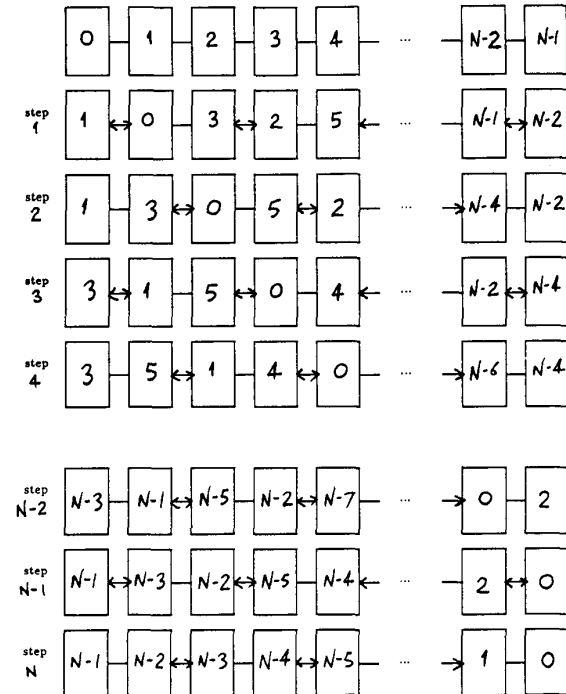 0 1 2 3 4 ... N-2 N-1
step 1 1 0 3 2 5 ... N-1 N-2
step 2 1 3 0 5 2 ... N-4 N-2
step 3 3 1 5 0 4 ... N-2 N-4
step 4 3 5 1 4 0 ... N-6 N-4
step N-2 N-3 N-1 N-5 N-2 N-7 ... 0 2
step N-1 N-1 N-3 N-2 N-5 N-4 ... 2 0
step N N-1 N-2 N-3 N-4 N-5 ... 1 0